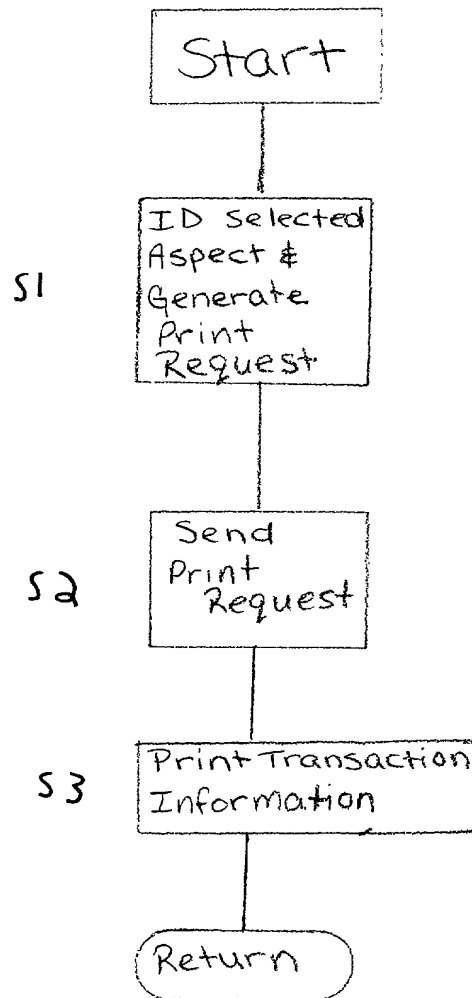 Start
S1
ID Selected
Aspect &
Generate
Print
Request.
S2
Send
Print
Request
S3
Print Transaction
Information
Return